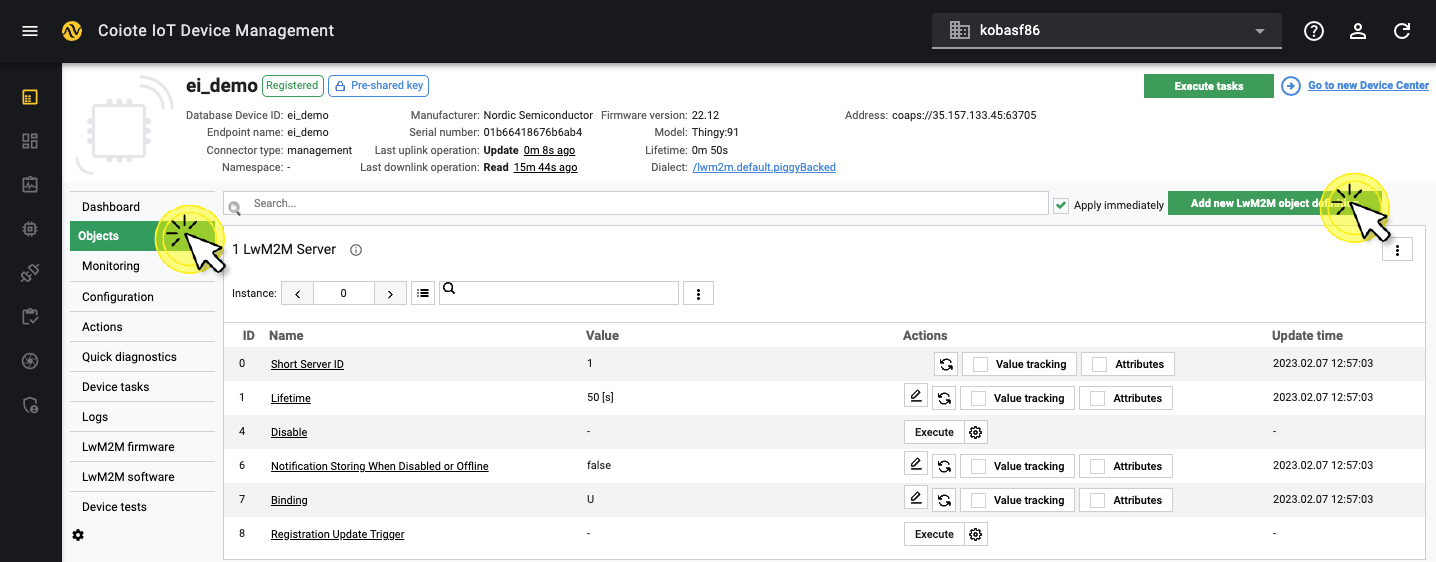 Coiote IoT Device Management
kobasf86
ei_demo Registered Pre-shared key
Execute tasks Go to new Device Center
Database Device ID: ei_demo Manufacturer: Nordic Semiconductor Firmware version: 22.12 Address: coaps://35.157.133.45:63705
Endpoint name: ei_demo Serial number: 01b66418676b6ab4 Model: Thingy:91
Connector type: management Last uplink operation: Update 0m 8s ago Lifetime: 0m 50s
Namespace: - Last downlink operation: Read 15m 44s ago Dialect: /lwm2m.default.piggyBacked
Dashboard
Objects
Monitoring
Configuration
Actions
Quick diagnostics
Device tasks
Logs
LwM2M firmware
LwM2M software
Device tests
Search... Apply immediately Add new LwM2M object
1 LwM2M Server
Instance: 0
ID Name Value Actions Update time
0 Short Server ID 1 Value tracking Attributes 2023.02.07 12:57:03
1 Lifetime 50 [s] Value tracking Attributes 2023.02.07 12:57:03
4 Disable - Execute -
6 Notification Storing When Disabled or Offline false Value tracking Attributes 2023.02.07 12:57:03
7 Binding U Value tracking Attributes 2023.02.07 12:57:03
8 Registration Update Trigger - Execute -